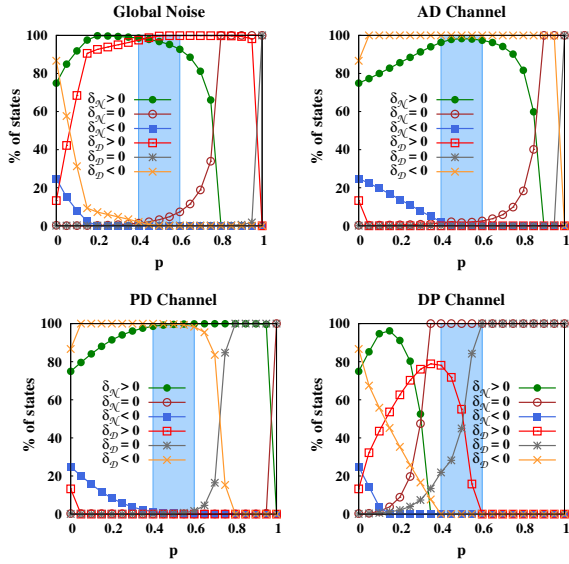 Global Noise
% of states
100
80
60
40
20
0
δ𝒩 > 0
δ𝒩 = 0
δ𝒩 < 0
δ𝒟 > 0
δ𝒟 = 0
δ𝒟 < 0
0 0.2 0.4 0.6 0.8 1
p
AD Channel
% of states
100
80
60
40
20
0
δ𝒩 > 0
δ𝒩 = 0
δ𝒩 < 0
δ𝒟 > 0
δ𝒟 = 0
δ𝒟 < 0
0 0.2 0.4 0.6 0.8 1
p
PD Channel
% of states
100
80
60
40
20
0
δ𝒩 > 0
δ𝒩 = 0
δ𝒩 < 0
δ𝒟 > 0
δ𝒟 = 0
δ𝒟 < 0
0 0.2 0.4 0.6 0.8 1
p
DP Channel
% of states
100
80
60
40
20
0
δ𝒩 > 0
δ𝒩 = 0
δ𝒩 < 0
δ𝒟 > 0
δ𝒟 = 0
δ𝒟 < 0
0 0.2 0.4 0.6 0.8 1
p